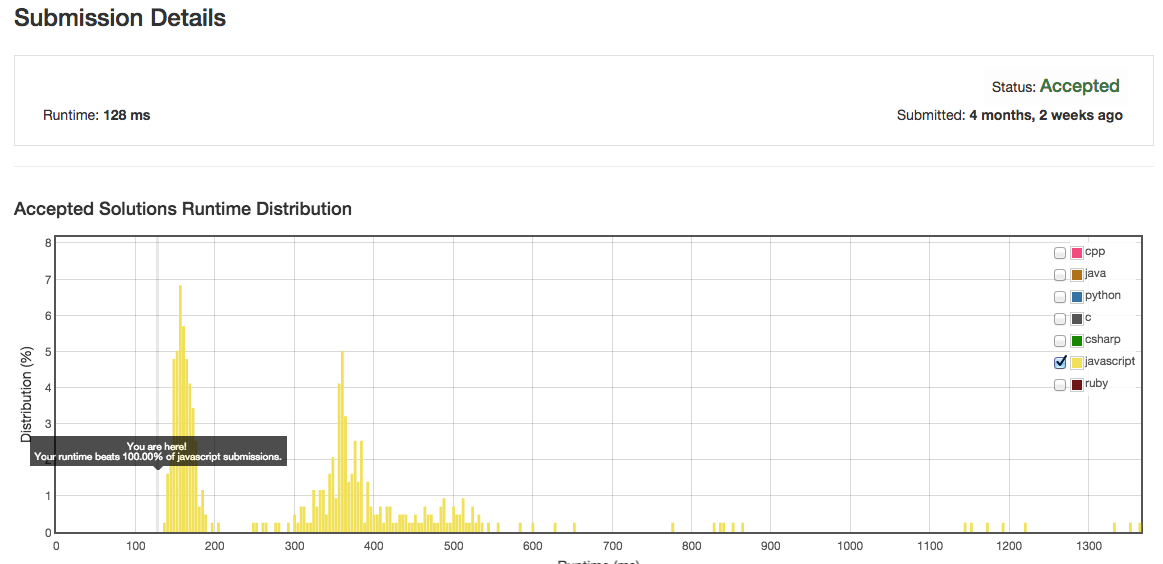 Submission Details
Status: Accepted
Runtime: 128 ms
Submitted: 4 months, 2 weeks ago
Accepted Solutions Runtime Distribution
Distribution (%)
8
7
6
5
4
3
1
0
You are here!
Your runtime beats 100.00% of javascript submissions.
cpp
java
python
c
csharp
javascript
ruby
0 100 200 300 400 500 600 700 800 900 1000 1100 1200 1300
Runtime (ms)